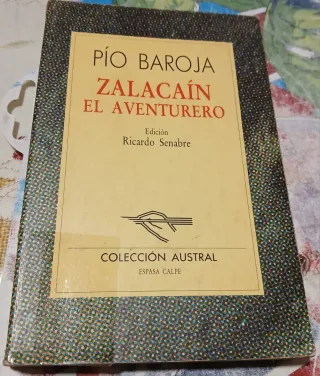 PÍO BAROJA
ZALACAÍN
EL AVENTURERO
Edición
Ricardo Senabre
COLECCIÓN AUSTRAL
ESPASA CALPE